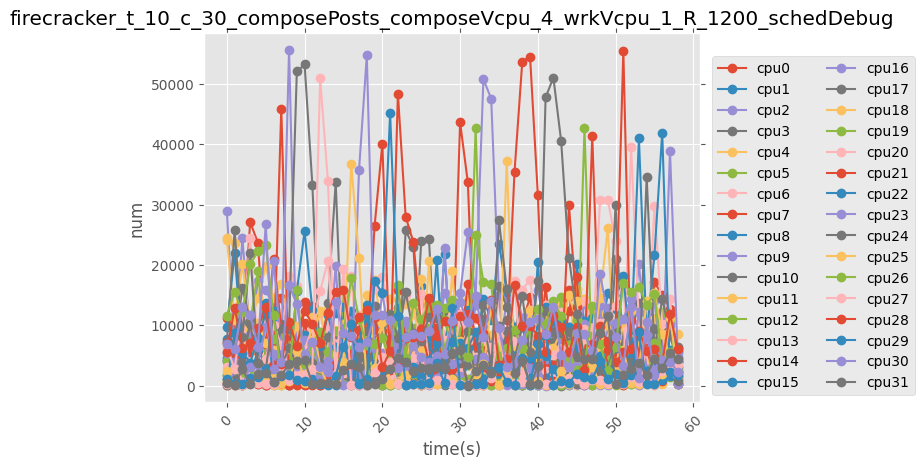 firecracker_t_10_c_30_composePosts_composeVcpu_4_wrkVcpu_1_R_1200_schedDebug
num
50000
40000
30000
20000
10000
0
0
10
20
30
40
50
60
time(s)
cpu0
cpu1
cpu2
cpu3
cpu4
cpu5
cpu6
cpu7
cpu8
cpu9
cpu10
cpu11
cpu12
cpu13
cpu14
cpu15
cpu16
cpu17
cpu18
cpu19
cpu20
cpu21
cpu22
cpu23
cpu24
cpu25
cpu26
cpu27
cpu28
cpu29
cpu30
cpu31